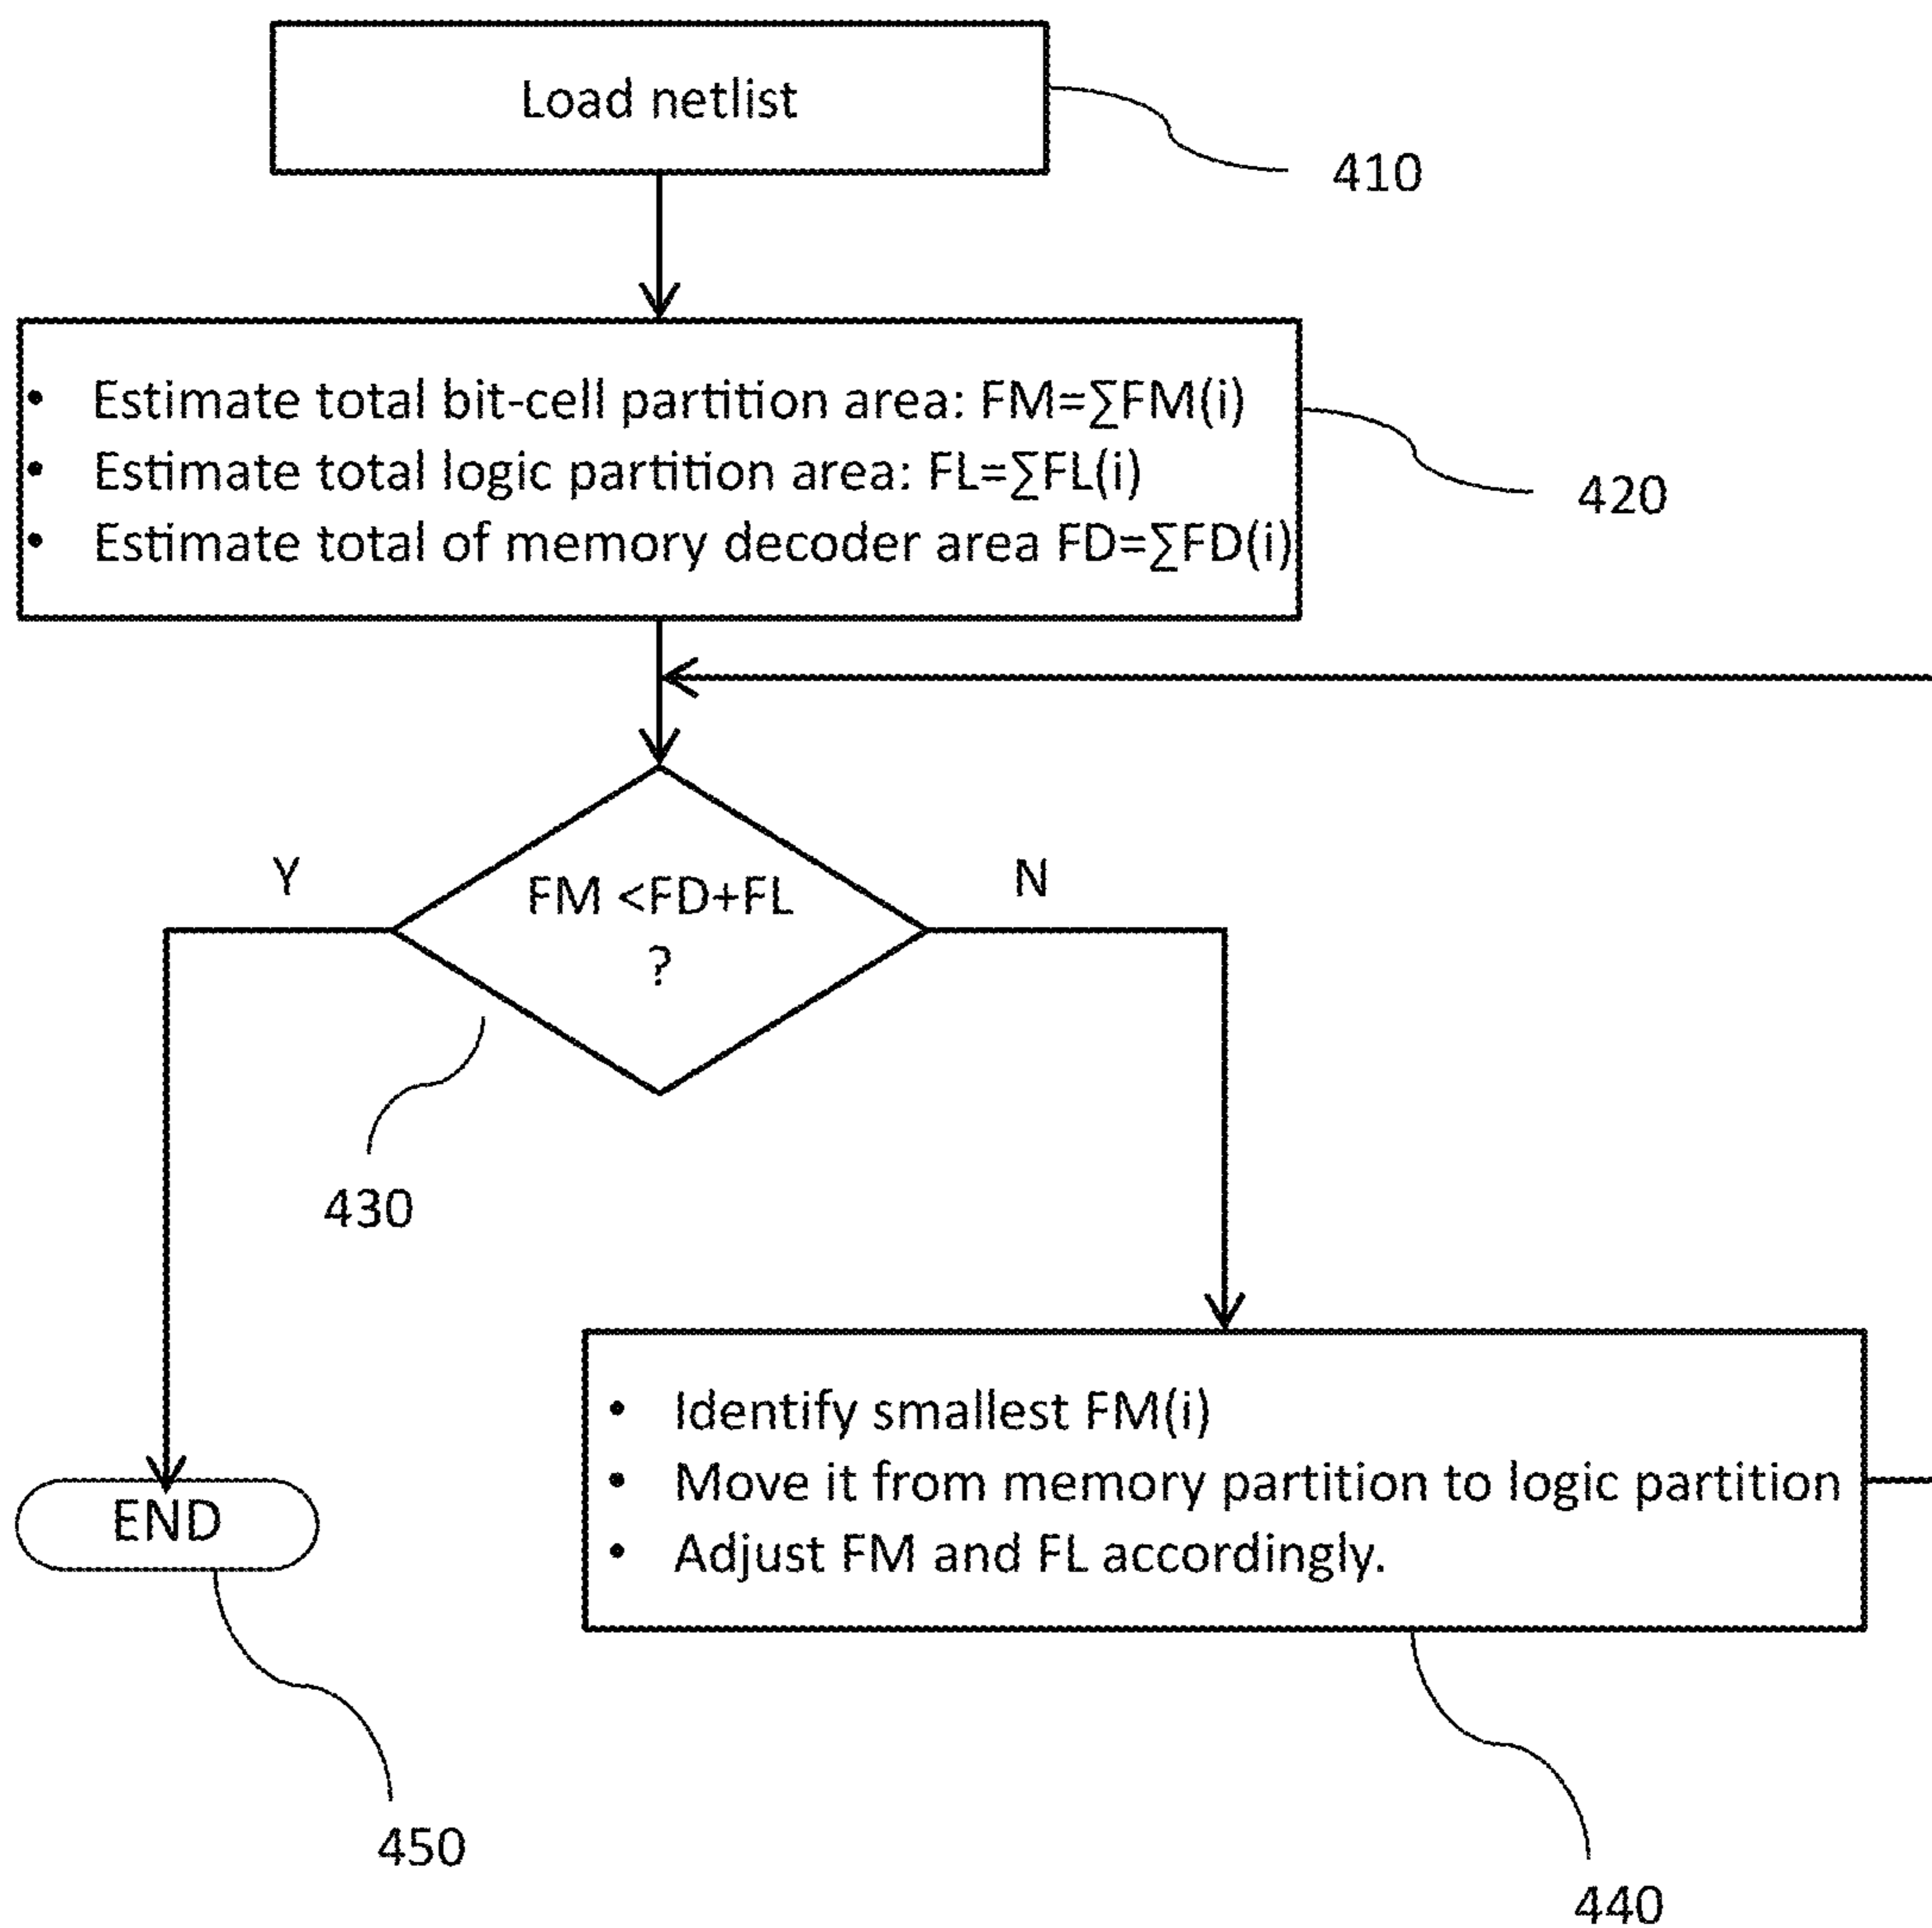 Load netlist
410
• Estimate total bit-cell partition area: FM=∑FM(i)
• Estimate total logic partition area: FL=∑FL(i)
• Estimate total of memory decoder area FD=∑FD(i)
420
Y
FM <FD+FL
?
N
430
• Identify smallest FM(i)
• Move it from memory partition to logic partition
• Adjust FM and FL accordingly.
END
450
440